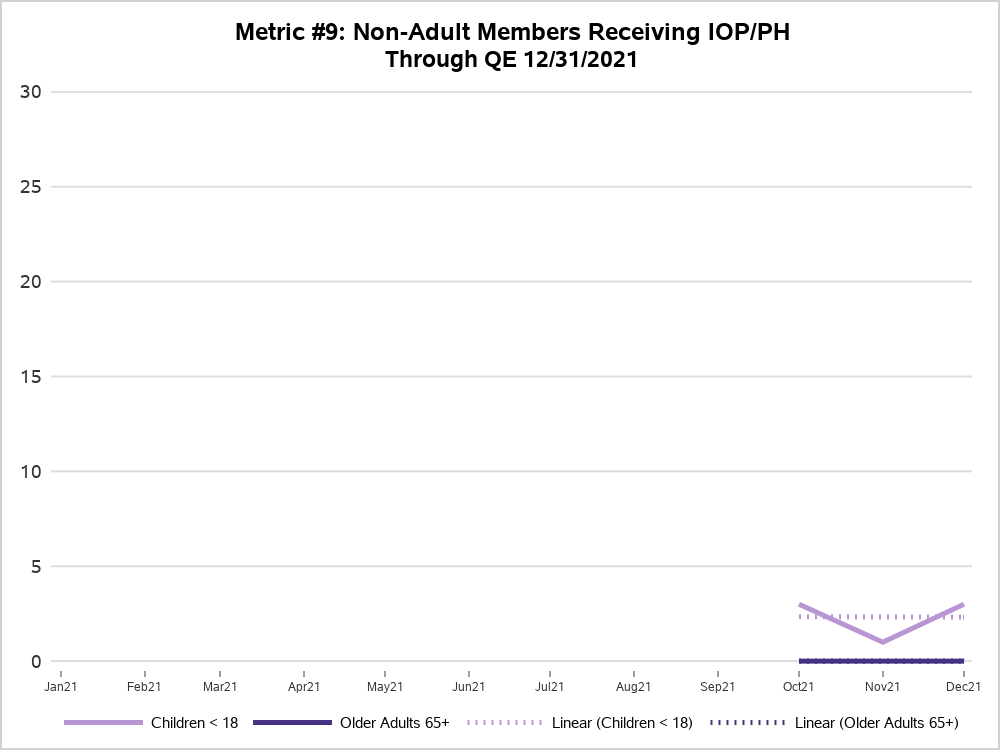 Metric #9: Non-Adult Members Receiving IOP/PH
Through QE 12/31/2021
30
25
20
15
10
5
0
Jan21 Feb21 Mar21 Apr21 May21 Jun21 Jul21 Aug21 Sep21 Oct21 Nov21 Dec21
Children < 18 Older Adults 65+ Linear (Children < 18) Linear (Older Adults 65+)